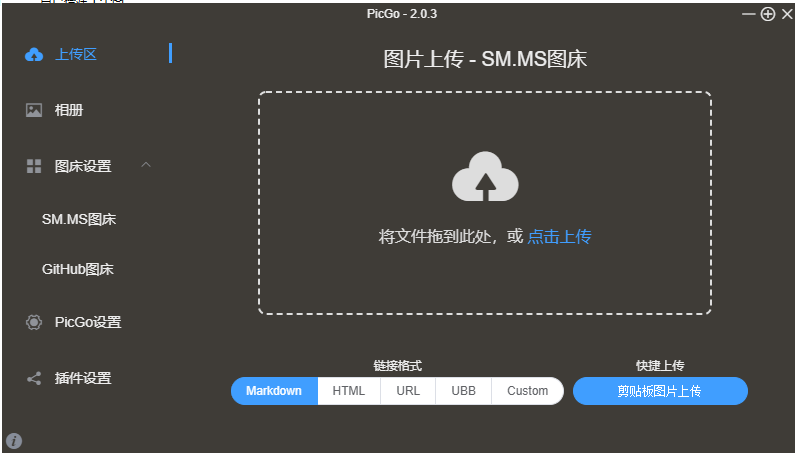 PicGo - 2.0.3
上传区
相册
图床设置
SM.MS图床
GitHub图床
PicGo设置
插件设置
图片上传 - SM.MS图床
将文件拖到此处，或 点击上传
链接格式
Markdown HTML URL UBB Custom
快捷上传
剪贴板图片上传